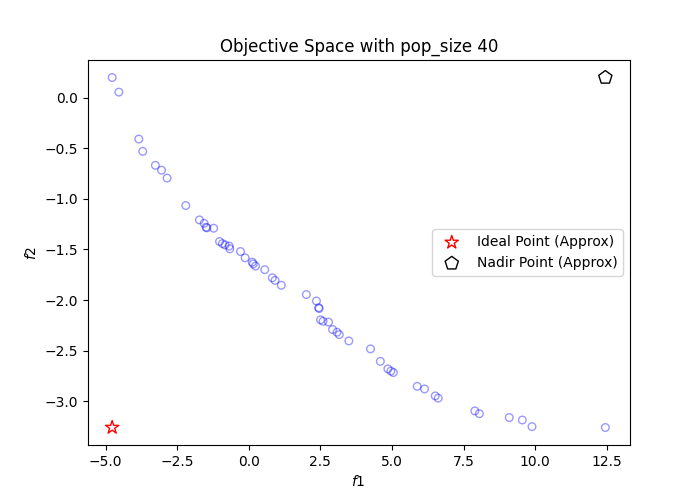 Objective Space with pop_size 40
0.0
−0.5
−1.0
−1.5
−2.0
−2.5
−3.0
f2
Ideal Point (Approx)
Nadir Point (Approx)
−5.0 −2.5 0.0 2.5 5.0 7.5 10.0 12.5
f1